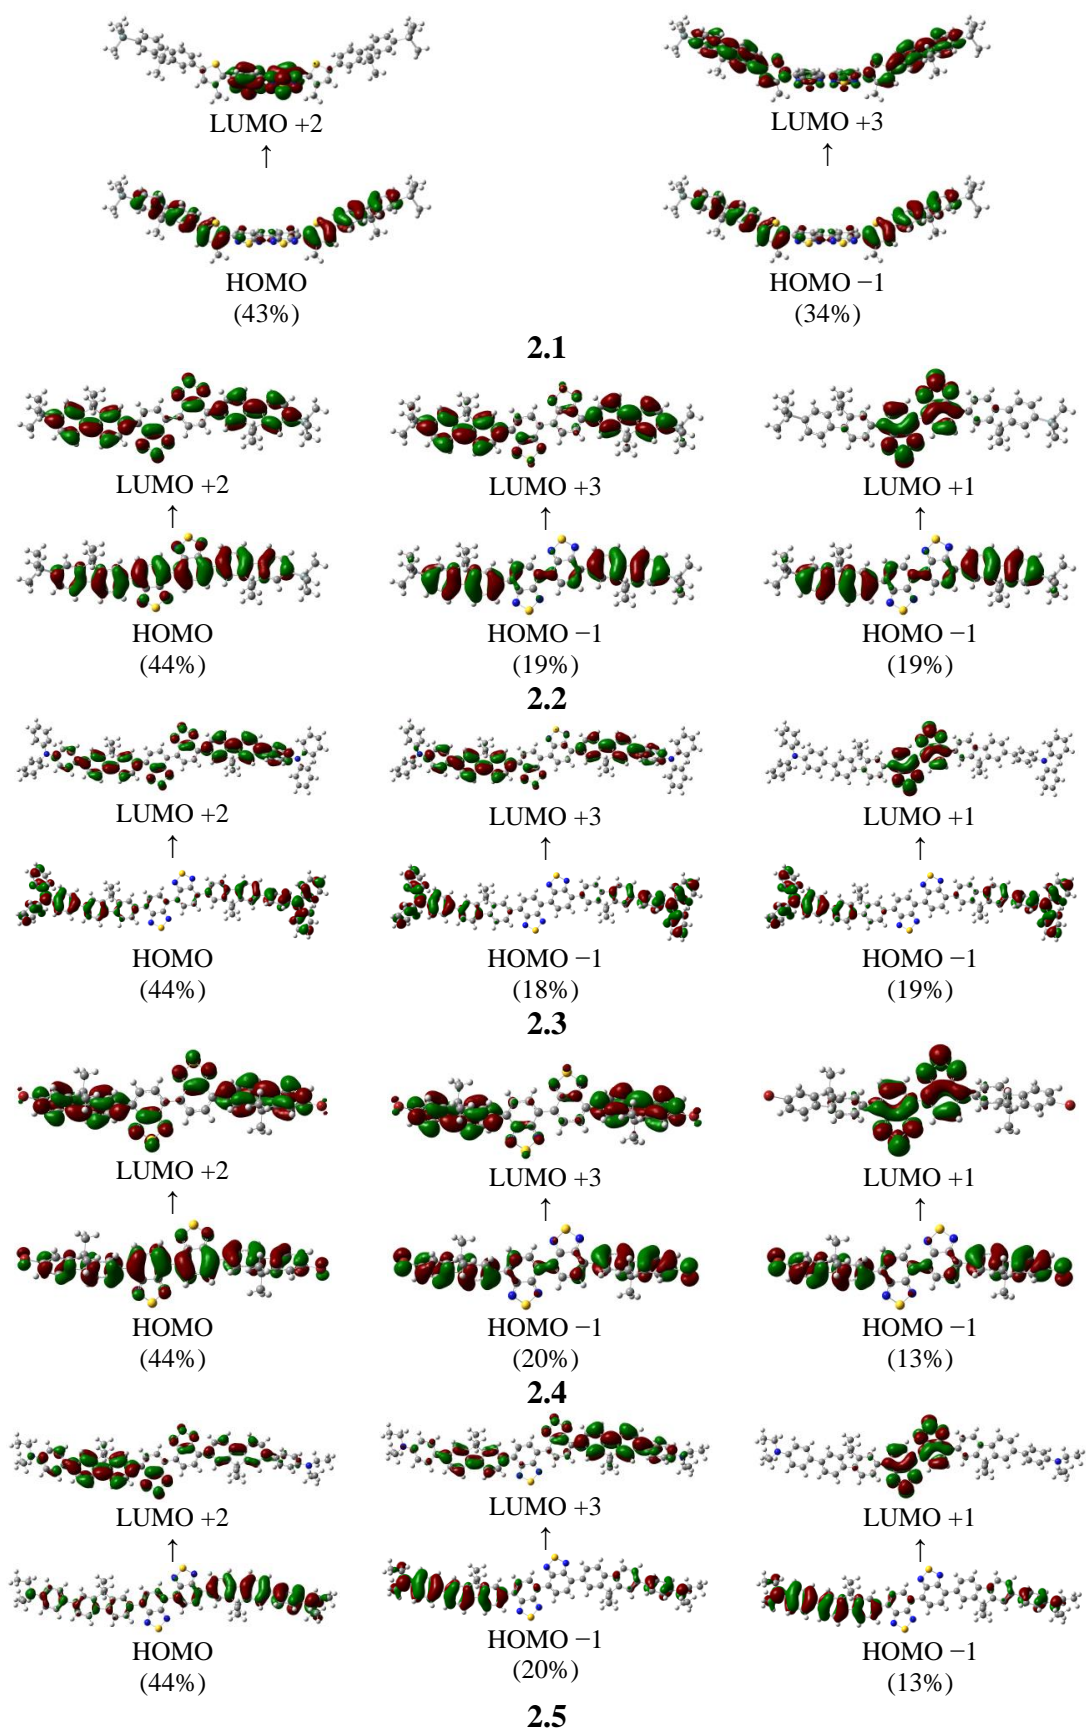 LUMO +2 LUMO +3
↑ ↑
HOMO HOMO −1
(43%) (34%)
2.1
LUMO +2 LUMO +3 LUMO +1
↑ ↑ ↑
HOMO HOMO −1 HOMO −1
(44%) (19%) (19%)
2.2
LUMO +2 LUMO +3 LUMO +1
↑ ↑ ↑
HOMO HOMO −1 HOMO −1
(44%) (18%) (19%)
2.3
LUMO +2 LUMO +3 LUMO +1
↑ ↑ ↑
HOMO HOMO −1 HOMO −1
(44%) (20%) (13%)
2.4
LUMO +2 LUMO +3 LUMO +1
↑ ↑ ↑
HOMO HOMO −1 HOMO −1
(44%) (20%) (13%)
2.5